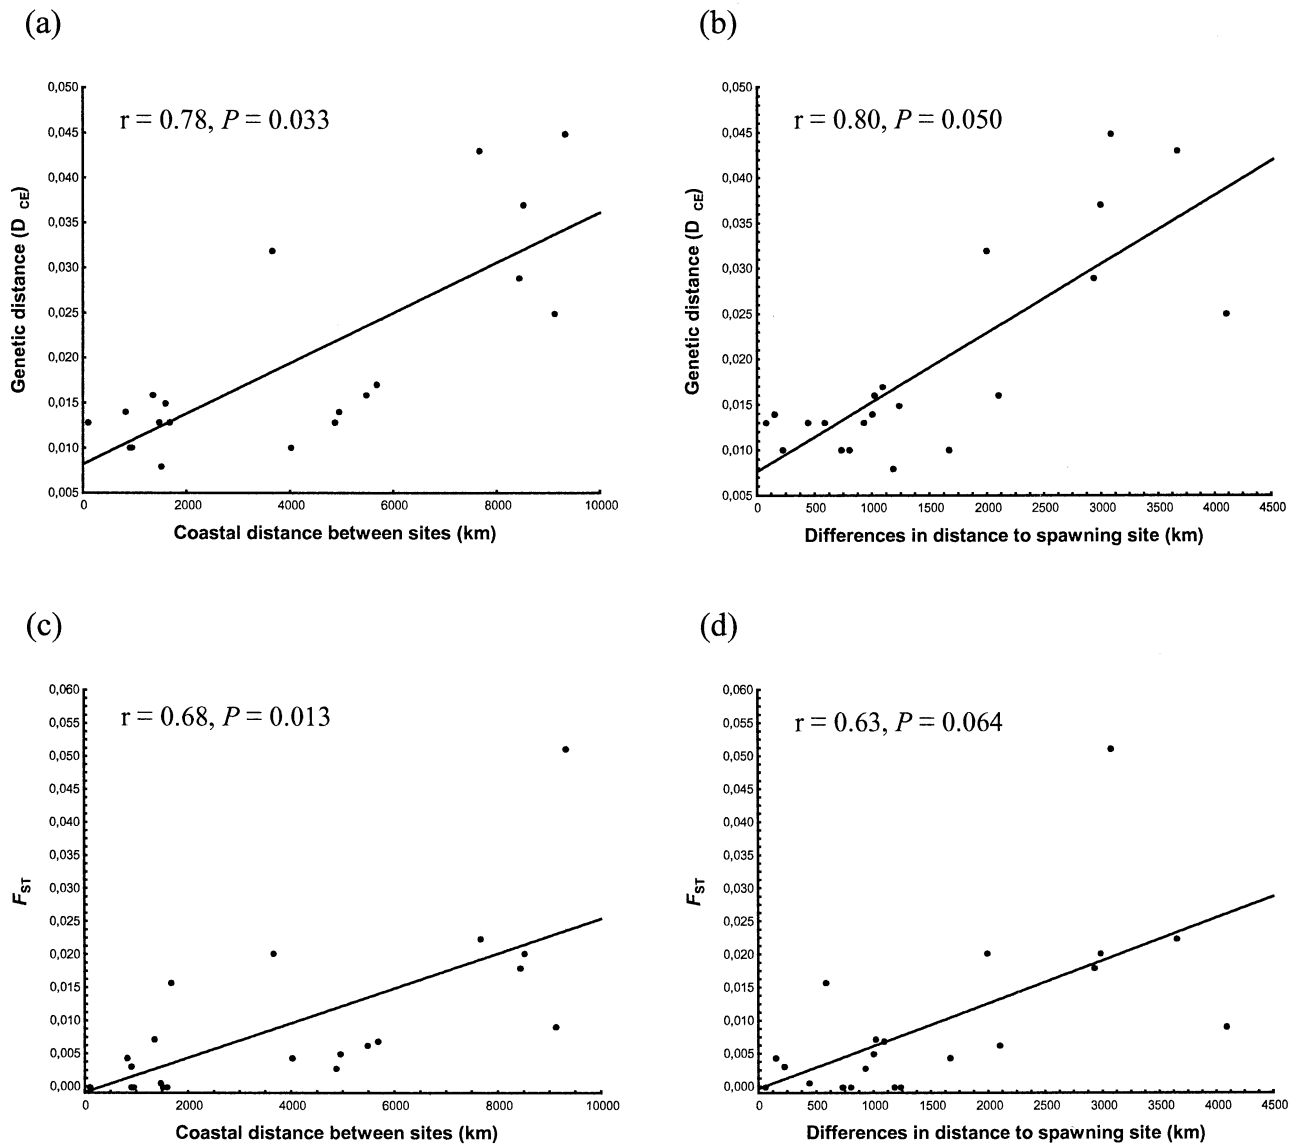 (a)
r = 0.78, P = 0.033
Genetic distance (D CE)
0,050
0,045
0,040
0,035
0,030
0,025
0,020
0,015
0,010
0,005
0 2000 4000 6000 8000 10000
Coastal distance between sites (km)
(b)
r = 0.80, P = 0.050
Genetic distance (D CE)
0,050
0,045
0,040
0,035
0,030
0,025
0,020
0,015
0,010
0,005
0 500 1000 1500 2000 2500 3000 3500 4000 4500
Differences in distance to spawning site (km)
(c)
r = 0.68, P = 0.013
FST
0,060
0,055
0,050
0,045
0,040
0,035
0,030
0,025
0,020
0,015
0,010
0,005
0,000
0 2000 4000 6000 8000 10000
Coastal distance between sites (km)
(d)
r = 0.63, P = 0.064
FST
0,060
0,055
0,050
0,045
0,040
0,035
0,030
0,025
0,020
0,015
0,010
0,005
0,000
0 500 1000 1500 2000 2500 3000 3500 4000 4500
Differences in distance to spawning site (km)